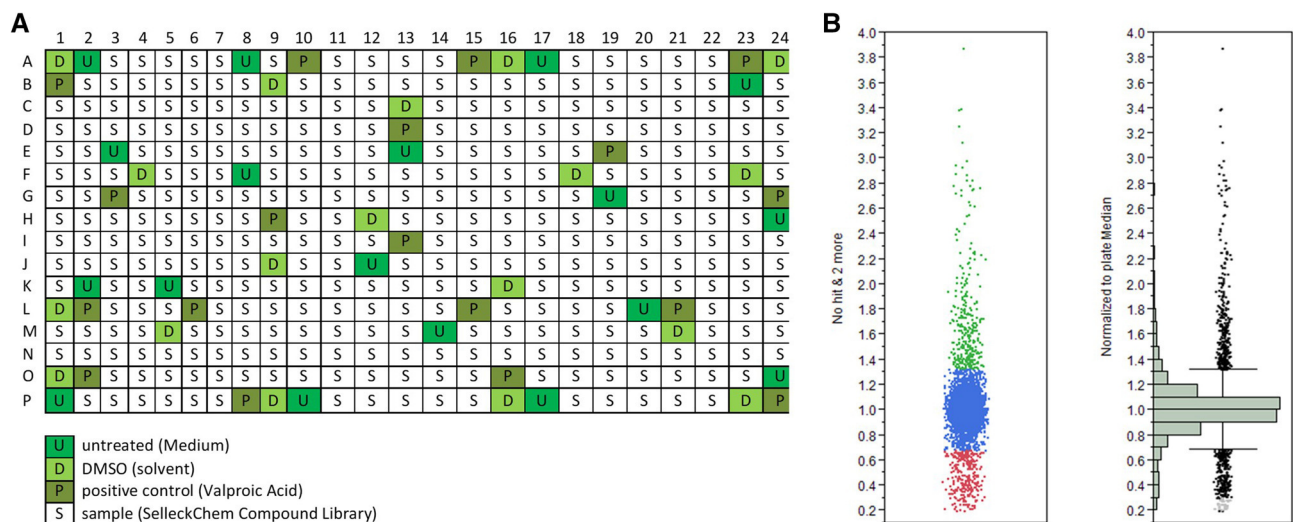 A
1 2 3 4 5 6 7 8 9 10 11 12 13 14 15 16 17 18 19 20 21 22 23 24
A D U S S S S S U S P S S S S P D U S S S S S P D
B P S S S S S S S D S S S S S S S S S S S S S U S
C S S S S S S S S S S S S D S S S S S S S S S S S
D S S S S S S S S S S S S P S S S S S S S S S S S
E S S U S S S S S S S S S U S S S S S P S S S S S
F S S S D S S S U S S S S S S S S S D S S S S D S
G S S P S S S S S S S S S S S S S S S U S S S S P
H S S S S S S S S P S S D S S S S S S S S S S S U
I S S S S S S S S S S S S P S S S S S S S S S S S
J S S S S S S S S D S S U S S S S S S S S S S S S
K S U S S U S S S S S S S S S S D S S S S S S S S
L D P S S S P S S S S S S S S P S S S S U P S S S
M S S S S D S S S S S S S S U S S S S S S D S S S
N S S S S S S S S S S S S S S S S S S S S S S S S
O D P S S S S S S S S S S S S S P S S S S S S S U
P U S S S S S S P D U S S S S S D U S S S S S D P
U untreated (Medium)
D DMSO (solvent)
P positive control (Valproic Acid)
S sample (SelleckChem Compound Library)
B
No hit & 2 more
4.0
3.8
3.6
3.4
3.2
3.0
2.8
2.6
2.4
2.2
2.0
1.8
1.6
1.4
1.2
1.0
0.8
0.6
0.4
0.2
Normalized to plate Median
4.0
3.8
3.6
3.4
3.2
3.0
2.8
2.6
2.4
2.2
2.0
1.8
1.6
1.4
1.2
1.0
0.8
0.6
0.4
0.2